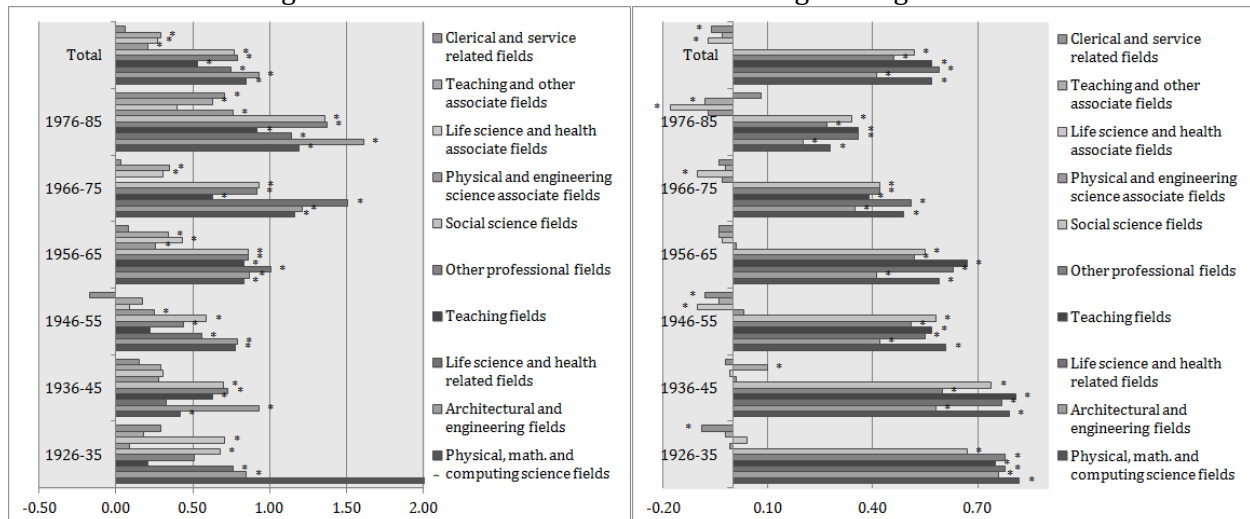 Total
1976-85
1966-75
1956-65
1946-55
1936-45
1926-35
-0.50
0.00
0.50
1.00
1.50
2.00
Clerical and service
related fields
Teaching and other
associate fields
Life science and health
associate fields
Physical and engineering
science associate fields
Social science fields
Other professional fields
Teaching fields
Life science and health
related fields
Architectural and
engineering fields
Physical, math. and
computing science fields
Total
1976-85
1966-75
1956-65
1946-55
1936-45
1926-35
-0.20
0.10
0.40
0.70
Clerical and service
related fields
Teaching and other
associate fields
Life science and health
associate fields
Physical and engineering
science associate fields
Social science fields
Other professional fields
Teaching fields
Life science and health
related fields
Architectural and
engineering fields
Physical, math. and
computing science fields